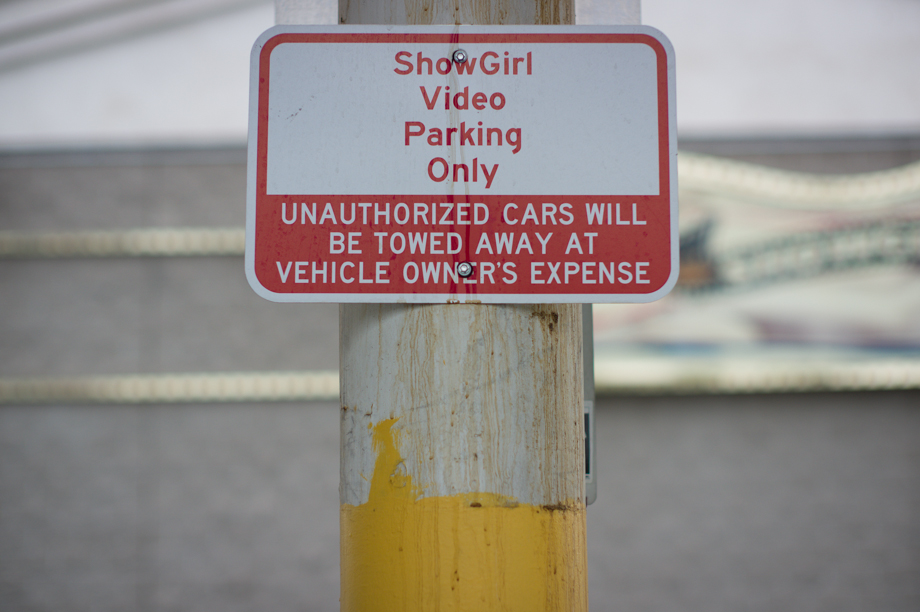 ShowGirl
Video
Parking
Only
UNAUTHORIZED CARS WILL
BE TOWED AWAY AT
VEHICLE OWNER'S EXPENSE